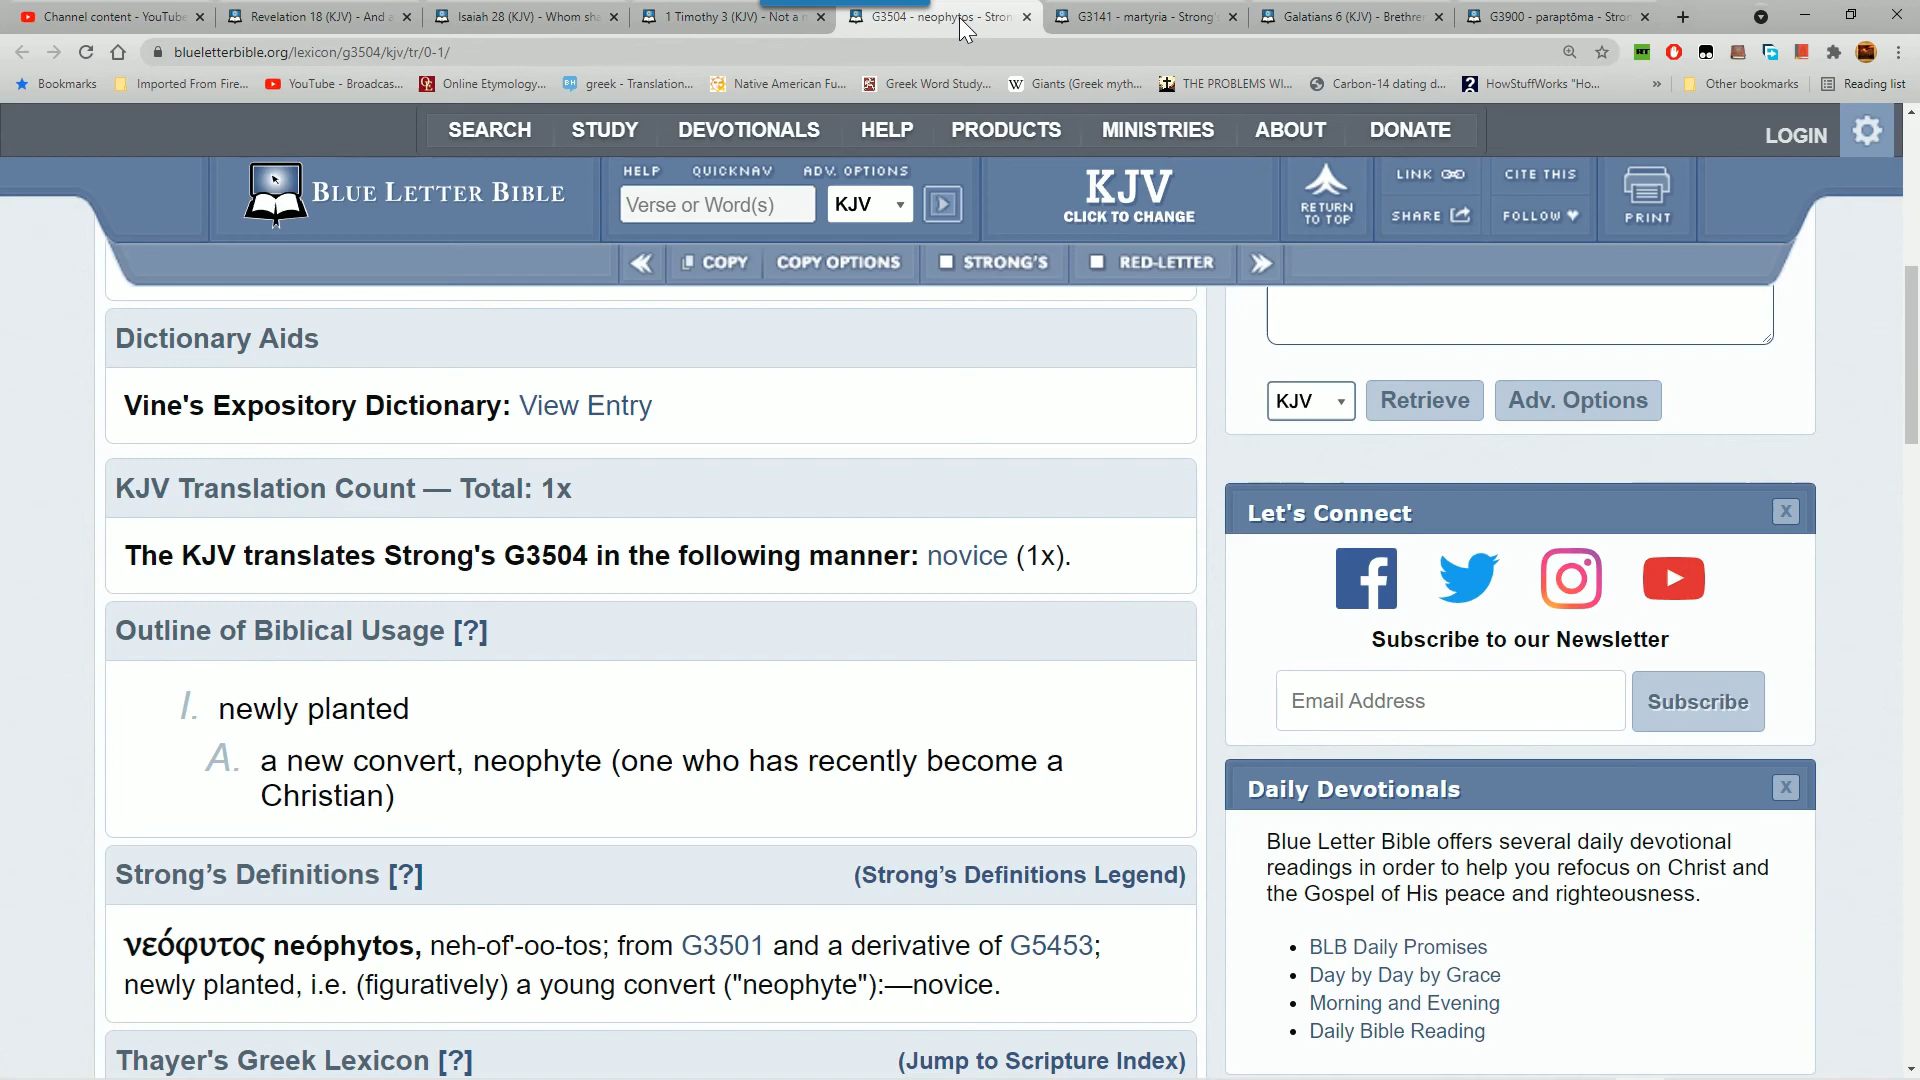 Channel content - YouTube
Revelation 18 (KJV) - And a
Isaiah 28 (KJV) - Whom sha
1 Timothy 3 (KJV) - Not a n
G3504 - neophytos - Stron
G3141 - martyria - Strong's
Galatians 6 (KJV) - Brethren
G3900 - paraptōma - Stron
blueletterbible.org/lexicon/g3504/kjv/tr/0-1/
Bookmarks
Imported From Fire...
YouTube - Broadcas...
Online Etymology...
greek - Translation...
Native American Fu...
Greek Word Study...
Giants (Greek myth...
THE PROBLEMS WI...
Carbon-14 dating d...
HowStuffWorks "Ho...
»
Other bookmarks
Reading list
SEARCH
STUDY
DEVOTIONALS
HELP
PRODUCTS
MINISTRIES
ABOUT
DONATE
LOGIN
BLUE LETTER BIBLE
HELP
QUICKNAV
ADV. OPTIONS
Verse or Word(s)
KJV
KJV
CLICK TO CHANGE
RETURN
TO TOP
LINK
CITE THIS
SHARE
FOLLOW
PRINT
COPY
COPY OPTIONS
STRONG'S
RED-LETTER
Dictionary Aids
Vine's Expository Dictionary: View Entry
KJV Translation Count — Total: 1x
The KJV translates Strong's G3504 in the following manner: novice (1x).
Outline of Biblical Usage [?]
I. newly planted
A. a new convert, neophyte (one who has recently become a
Christian)
Strong's Definitions [?]
(Strong's Definitions Legend)
νεόφυτος neóphytos, neh-of'-oo-tos; from G3501 and a derivative of G5453;
newly planted, i.e. (figuratively) a young convert ("neophyte"):—novice.
Thayer's Greek Lexicon [?]
(Jump to Scripture Index)
KJV
Retrieve
Adv. Options
Let's Connect
X
Subscribe to our Newsletter
Email Address
Subscribe
Daily Devotionals
X
Blue Letter Bible offers several daily devotional
readings in order to help you refocus on Christ and
the Gospel of His peace and righteousness.
• BLB Daily Promises
• Day by Day by Grace
• Morning and Evening
• Daily Bible Reading